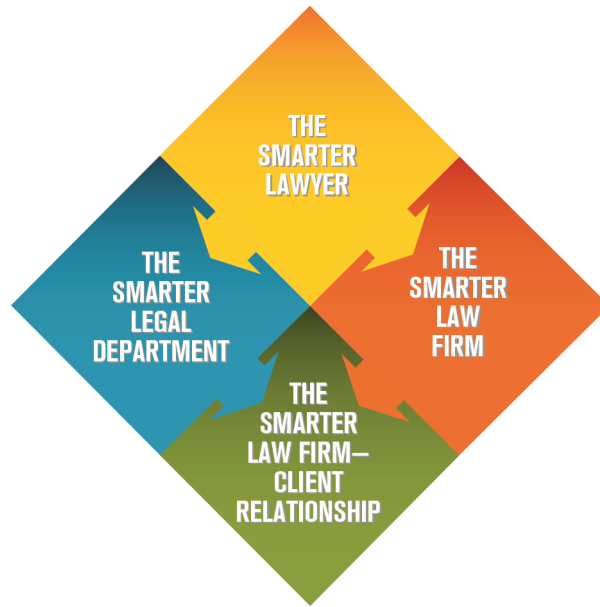 THE
SMARTER
LAWYER
THE
SMARTER
LEGAL
DEPARTMENT
THE
SMARTER
LAW
FIRM
THE
SMARTER
LAW FIRM—
CLIENT
RELATIONSHIP